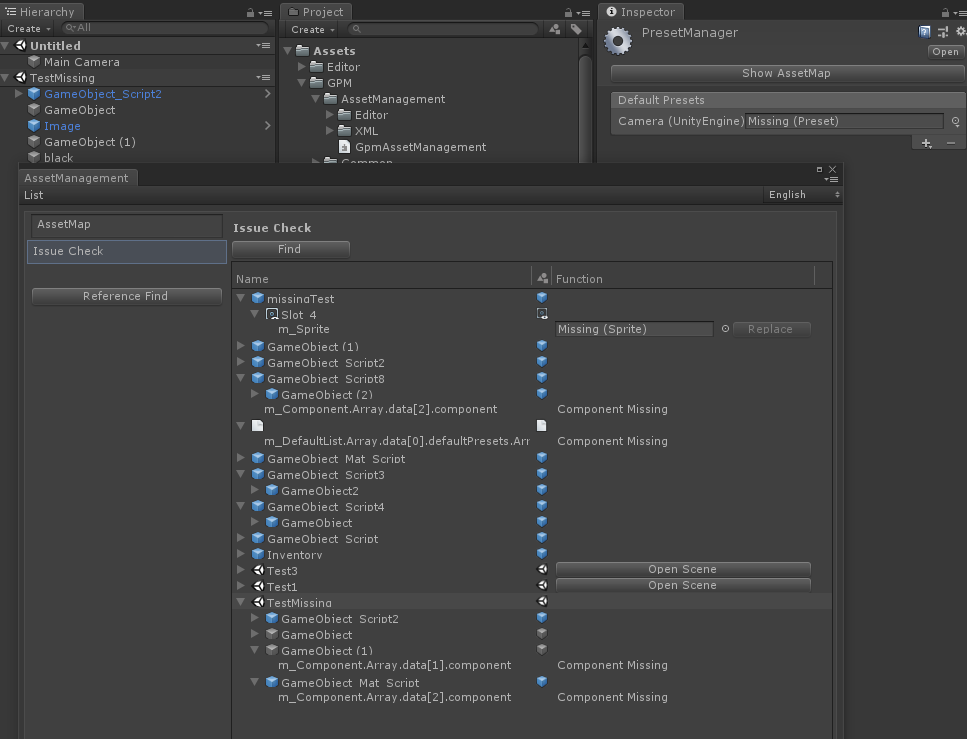 Hierarchy
Create
All
Untitled
Main Camera
TestMissing
GameObject_Script2
GameObject
Image
GameObject (1)
black
Project
Create
Assets
Editor
GPM
AssetManagement
Editor
XML
GpmAssetManagement
Common
Inspector
PresetManager
Open
Show AssetMap
Default Presets
Camera (UnityEngine) Missing (Preset)
AssetManagement
List
English
AssetMap
Issue Check
Reference Find
Issue Check
Find
Name Function
missingTest
Slot_4
m_Sprite Missing (Sprite) Replace
GameObject (1)
GameObject_Script2
GameObject_Script8
GameObject (2)
m_Component.Array.data[2].component Component Missing
m_DefaultList.Array.data[0].defaultPresets.Arr Component Missing
GameObject_Mat_Script
GameObject_Script3
GameObject2
GameObject_Script4
GameObject
GameObject_Script
Inventory
Test3 Open Scene
Test1 Open Scene
TestMissing
GameObject_Script2
GameObject
GameObject (1)
m_Component.Array.data[1].component Component Missing
GameObject_Mat_Script
m_Component.Array.data[2].component Component Missing